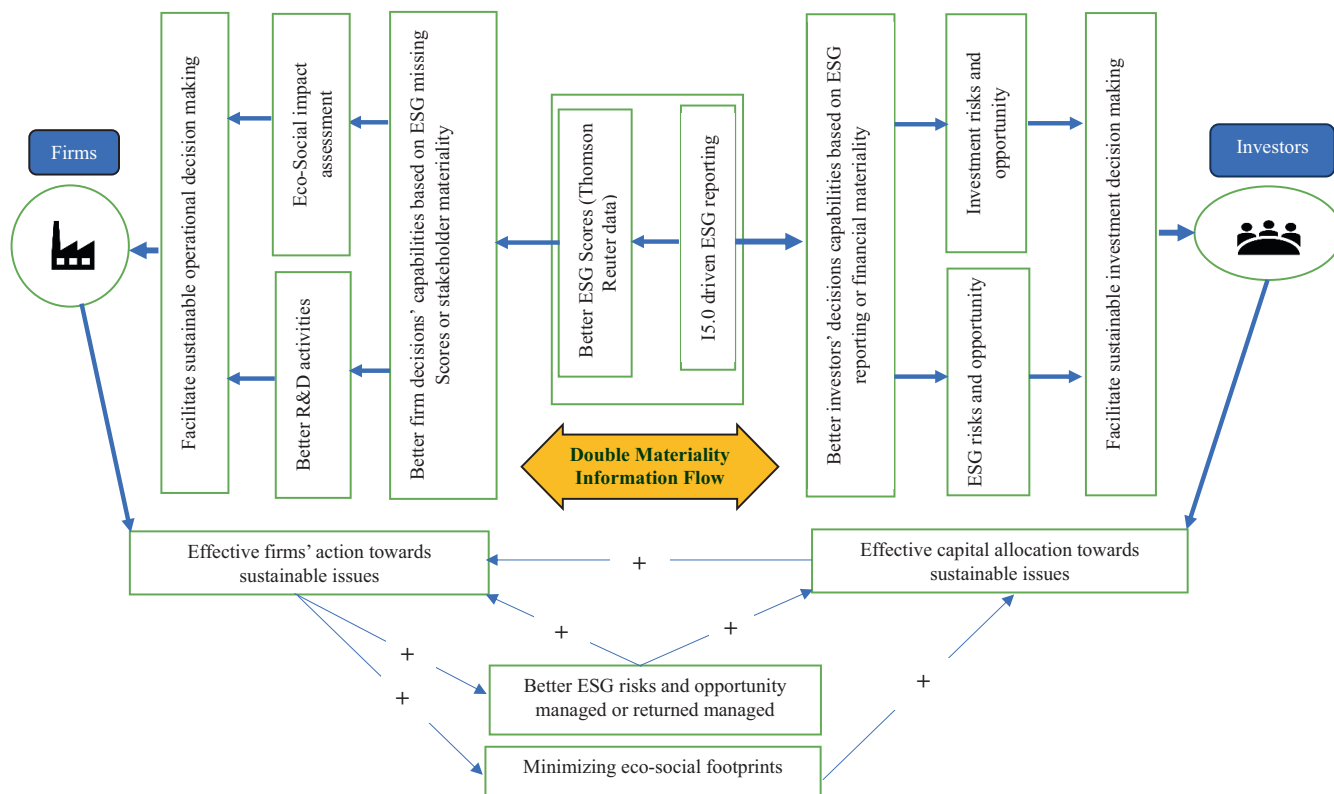 Firms
Facilitate sustainable operational decision making
Eco-Social impact
assessment
Better R&D activities
Better firm decisions’ capabilities based on ESG missing
Scores or stakeholder materiality
Better ESG Scores (Thomson
Reuter data)
I5.0 driven ESG reporting
Double Materiality
Information Flow
Better investors’ decisions capabilities based on ESG
reporting or financial materiality
Investment risks and
opportunity
ESG risks and opportunity
Facilitate sustainable investment decision making
Investors
Effective firms’ action towards
sustainable issues
+
Effective capital allocation towards
sustainable issues
+
+
+
+
+
Better ESG risks and opportunity
managed or returned managed
Minimizing eco-social footprints